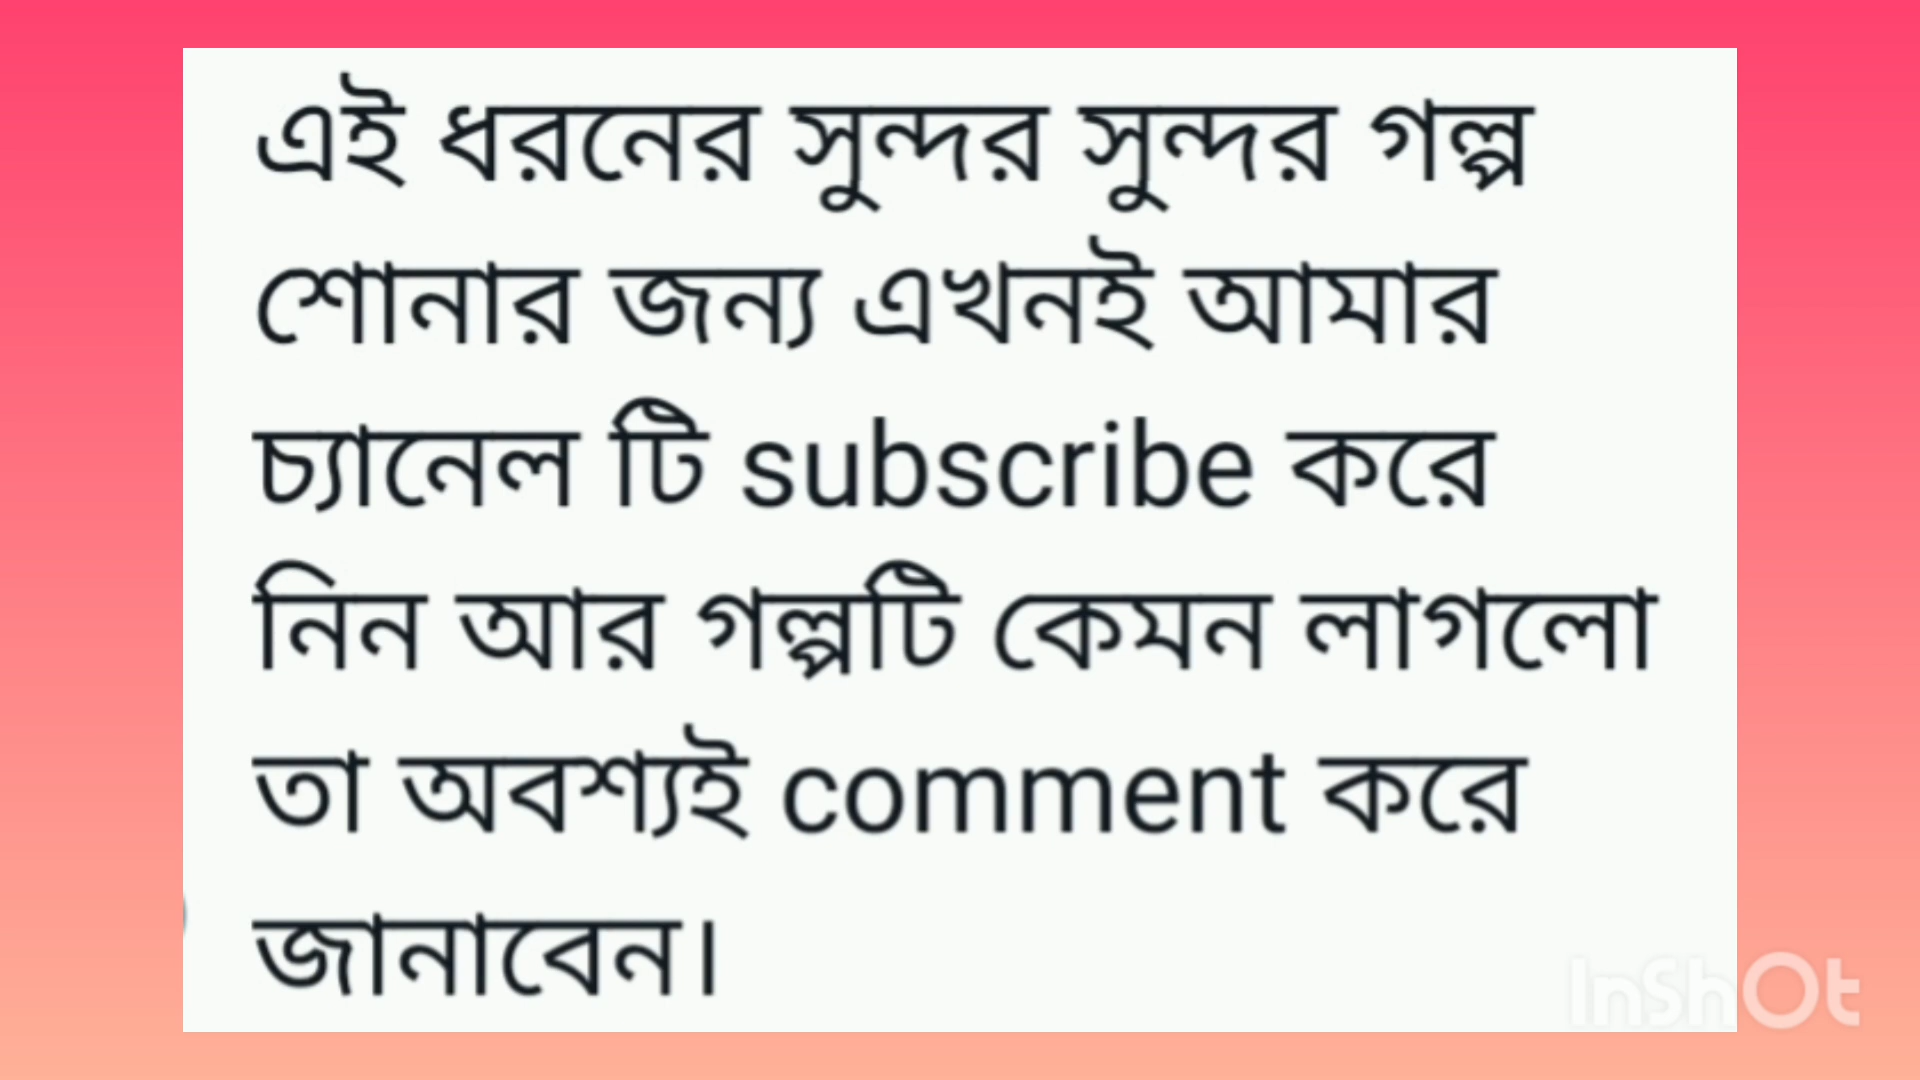 এই ধরনের সুন্দর সুন্দর গল্প
শোনার জন্য এখনই আমার
চ্যানেল টি subscribe করে
নিন আর গল্পটি কেমন লাগলো
তা অবশ্যই comment করে
জানাবেন।
InShOt